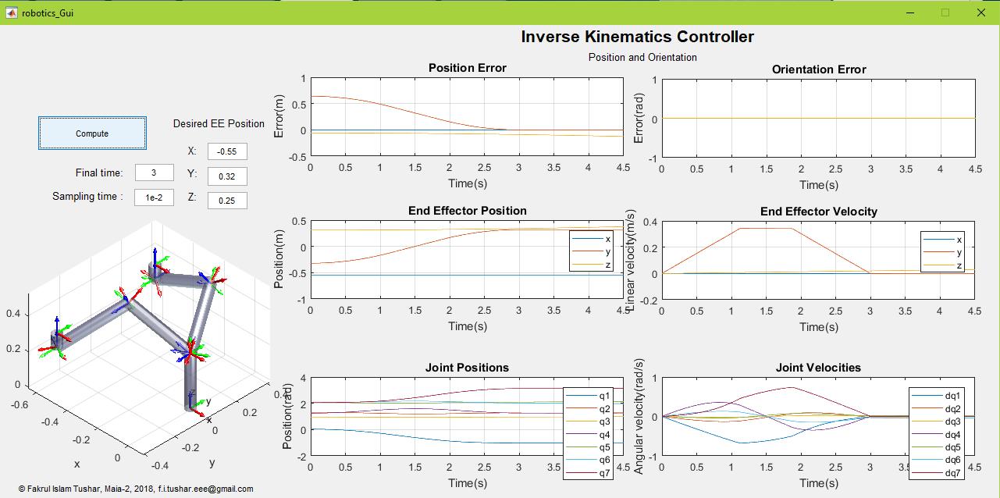 robotics_Gui
Inverse Kinematics Controller
Position and Orientation
Compute
Desired EE Position
X: -0.55
Final time: 3
Y: 0.32
Sampling time : 1e-2
Z: 0.25
Position Error
Error(m)
1
0.5
0
-0.5
0 0.5 1 1.5 2 2.5 3 3.5 4 4.5
Time(s)
Orientation Error
Error(rad)
1
0
-1
0 0.5 1 1.5 2 2.5 3 3.5 4 4.5
Time(s)
End Effector Position
Position(m)
0.5
0
-0.5
-1
x
y
z
0 0.5 1 1.5 2 2.5 3 3.5 4 4.5
Time(s)
End Effector Velocity
Linear velocity(m/s)
0.4
0.2
0
-0.2
x
y
z
0 0.5 1 1.5 2 2.5 3 3.5 4 4.5
Time(s)
0.4
0.2
0
-0.6
-0.4
-0.2
0
x
-0.4
-0.2
0
0.2
0.4
y
z
y
x
Joint Positions
Position(rad)
4
2
0
-2
q1
q2
q3
q4
q5
q6
q7
0 0.5 1 1.5 2 2.5 3 3.5 4 4.5
Time(s)
Joint Velocities
Angular velocity(rad/s)
1
0
-1
dq1
dq2
dq3
dq4
dq5
dq6
dq7
0 0.5 1 1.5 2 2.5 3 3.5 4 4.5
Time(s)
© Fakrul Islam Tushar, Maia-2, 2018, f.i.tushar.eee@gmail.com